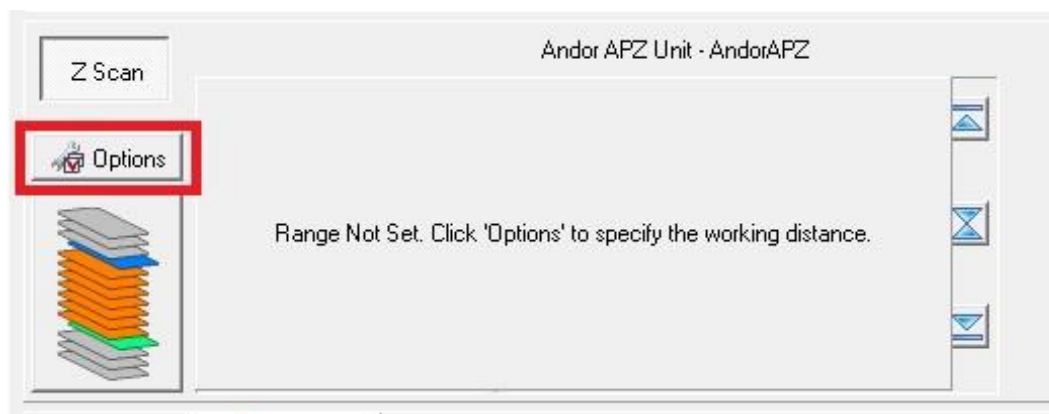 Andor APZ Unit - AndorAPZ
Z Scan
Options
Range Not Set. Click 'Options' to specify the working distance.